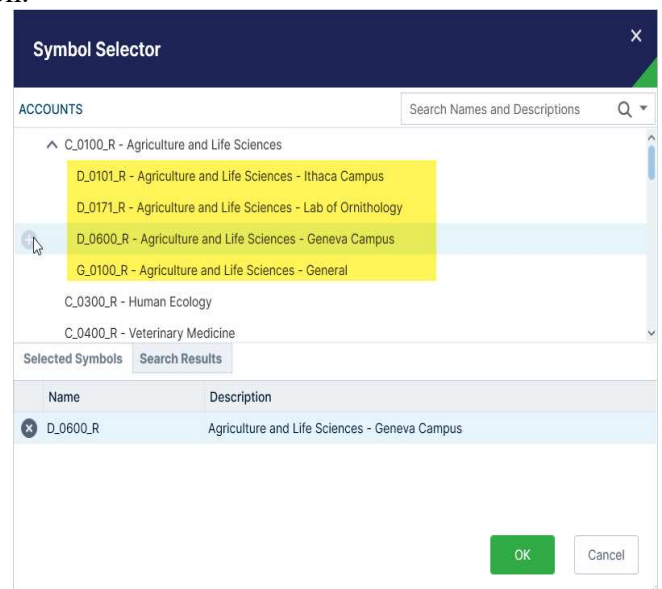 on.
Symbol Selector
ACCOUNTS
Search Names and Descriptions
C_0100_R - Agriculture and Life Sciences
D_0101_R - Agriculture and Life Sciences - Ithaca Campus
D_0171_R - Agriculture and Life Sciences - Lab of Ornithology
D_0600_R - Agriculture and Life Sciences - Geneva Campus
G_0100_R - Agriculture and Life Sciences - General
C_0300_R - Human Ecology
C_0400_R - Veterinary Medicine
Selected Symbols Search Results
Name Description
D_0600_R Agriculture and Life Sciences - Geneva Campus
OK Cancel